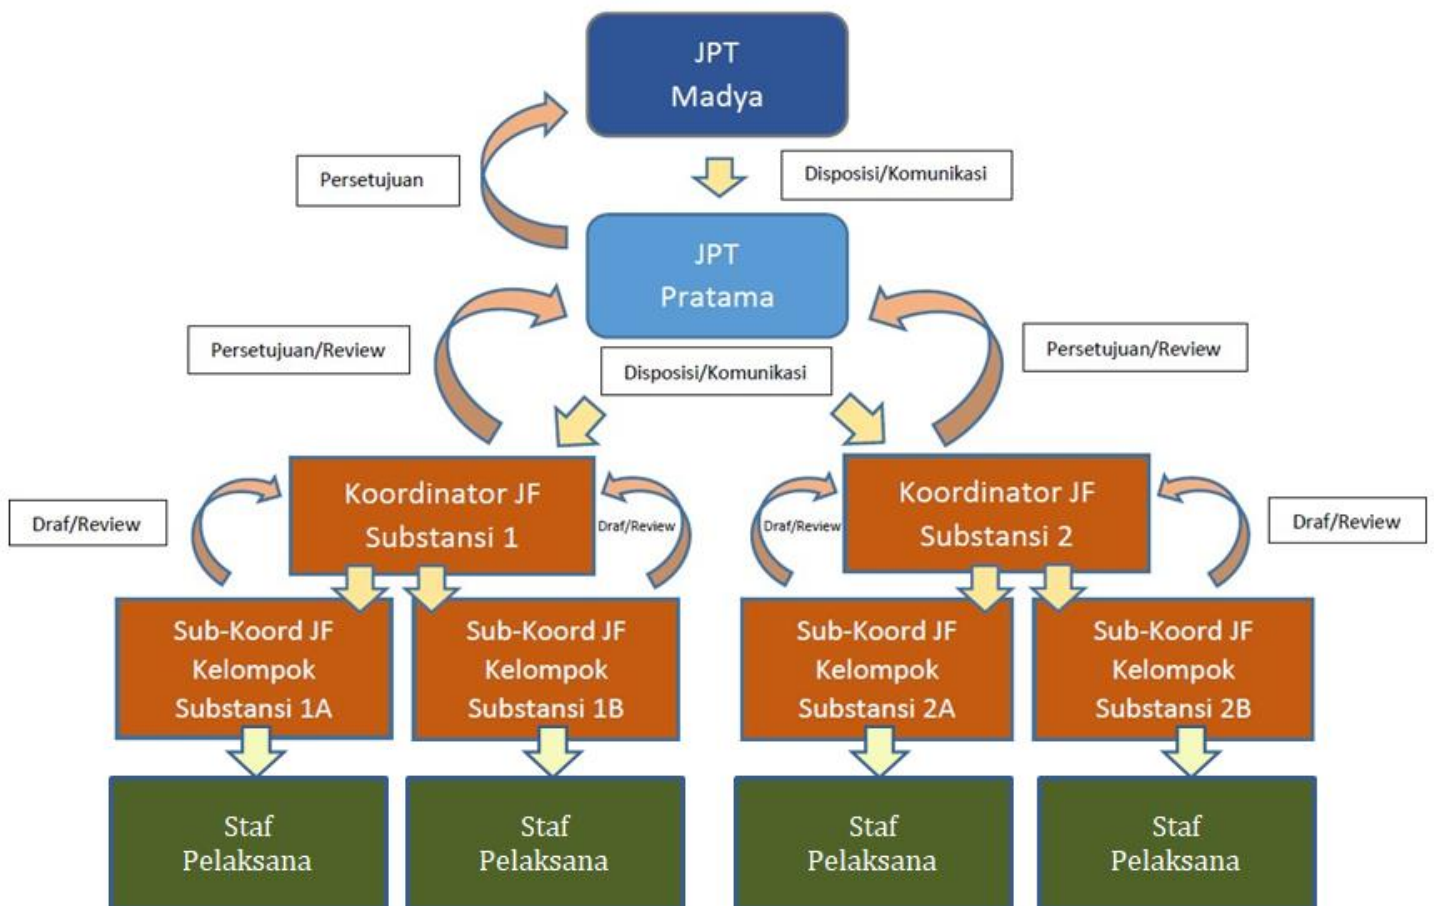 JPT
Madya
Persetujuan
Disposisi/Komunikasi
JPT
Pratama
Persetujuan/Review
Persetujuan/Review
Disposisi/Komunikasi
Koordinator JF
Substansi 1
Koordinator JF
Substansi 2
Draf/Review
Draf/Review
Draf/Review
Draf/Review
Sub-Koord JF
Kelompok
Substansi 1A
Sub-Koord JF
Kelompok
Substansi 1B
Sub-Koord JF
Kelompok
Substansi 2A
Sub-Koord JF
Kelompok
Substansi 2B
Staf
Pelaksana
Staf
Pelaksana
Staf
Pelaksana
Staf
Pelaksana